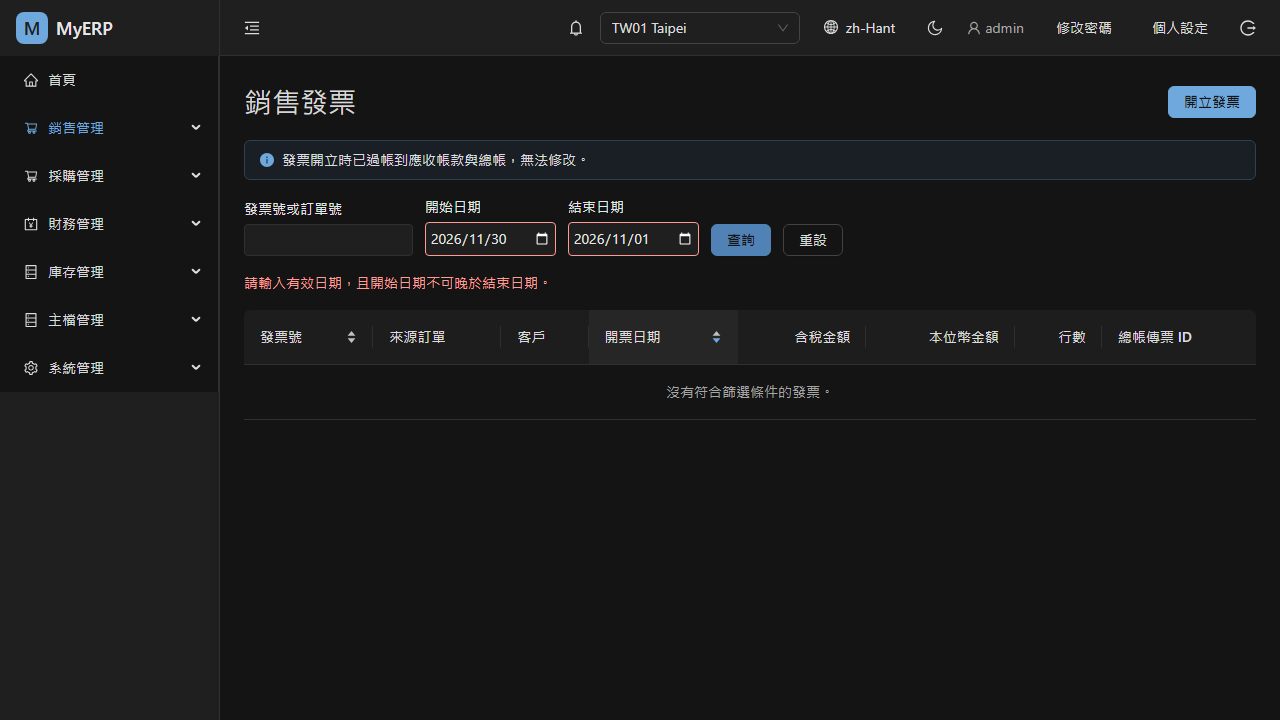 M MyERP
TW01 Taipei
zh-Hant
admin
修改密碼
個人設定
首頁
銷售管理
採購管理
財務管理
庫存管理
主檔管理
系統管理
銷售發票
開立發票
發票開立時已過帳到應收帳款與總帳，無法修改。
發票號或訂單號
開始日期
結束日期
2026/11/30
2026/11/01
查詢
重設
請輸入有效日期，且開始日期不可晚於結束日期。
發票號 來源訂單 客戶 開票日期 含稅金額 本位幣金額 行數 總帳傳票 ID
沒有符合篩選條件的發票。